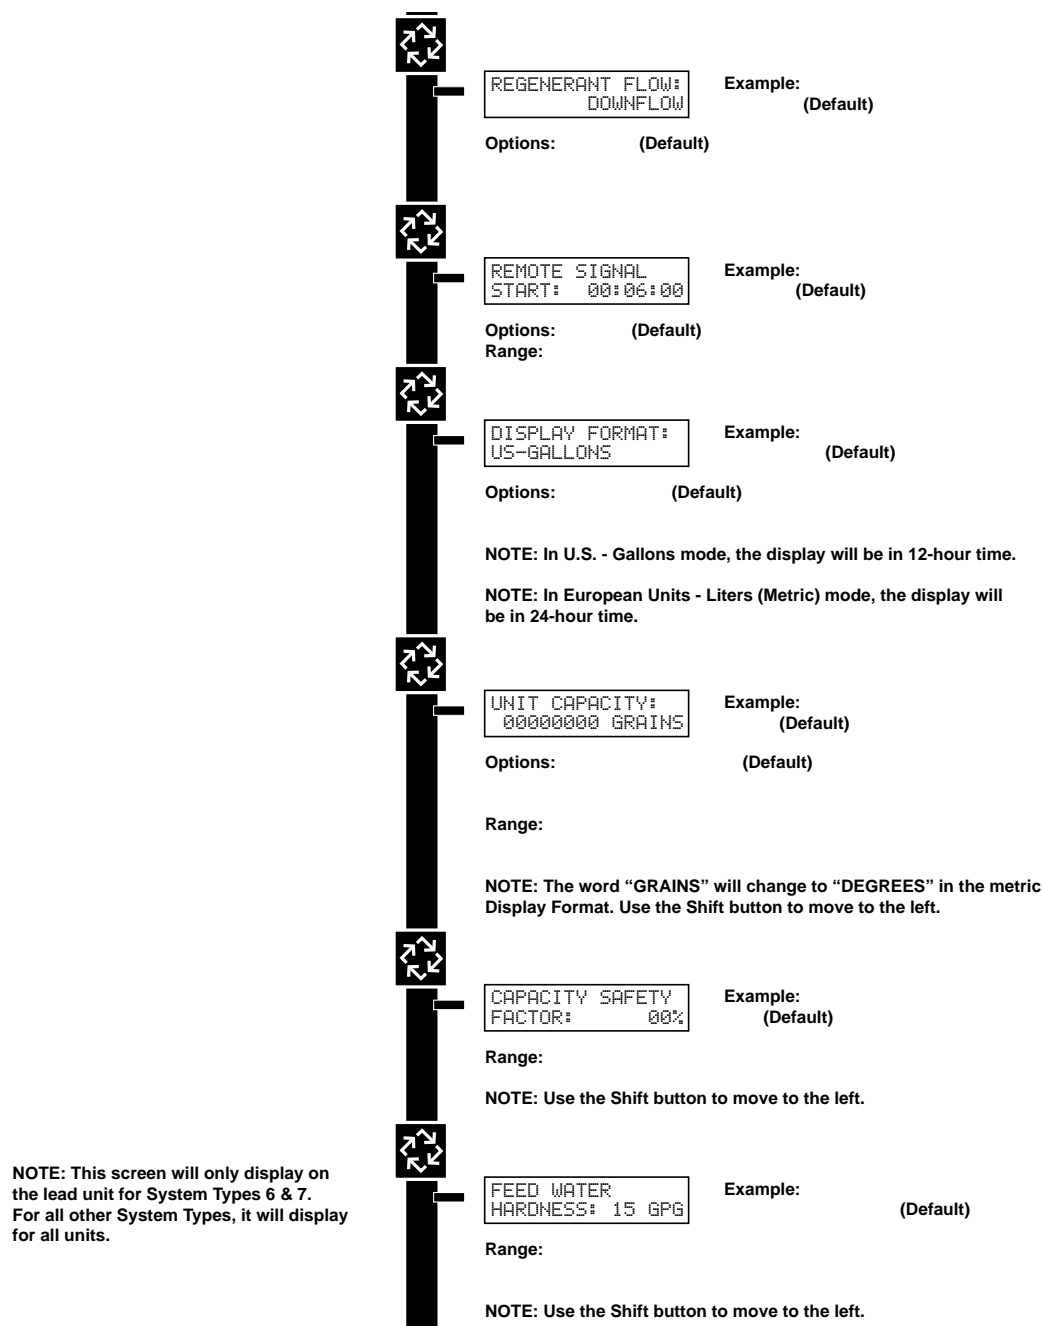 REGENERANT FLOW:
DOWNFLOW
Example:
(Default)
Options: (Default)
REMOTE SIGNAL
START: 00:06:00
Example:
(Default)
Options: (Default)
Range:
DISPLAY FORMAT:
US-GALLONS
Example:
(Default)
Options: (Default)
NOTE: In U.S. - Gallons mode, the display will be in 12-hour time.
NOTE: In European Units - Liters (Metric) mode, the display will
be in 24-hour time.
UNIT CAPACITY:
00000000 GRAINS
Example:
(Default)
Options: (Default)
Range:
NOTE: The word “GRAINS” will change to “DEGREES” in the metric
Display Format. Use the Shift button to move to the left.
CAPACITY SAFETY
FACTOR: 00%
Example:
(Default)
Range:
NOTE: Use the Shift button to move to the left.
NOTE: This screen will only display on
the lead unit for System Types 6 & 7.
For all other System Types, it will display
for all units.
FEED WATER
HARDNESS: 15 GPG
Example:
(Default)
Range:
NOTE: Use the Shift button to move to the left.